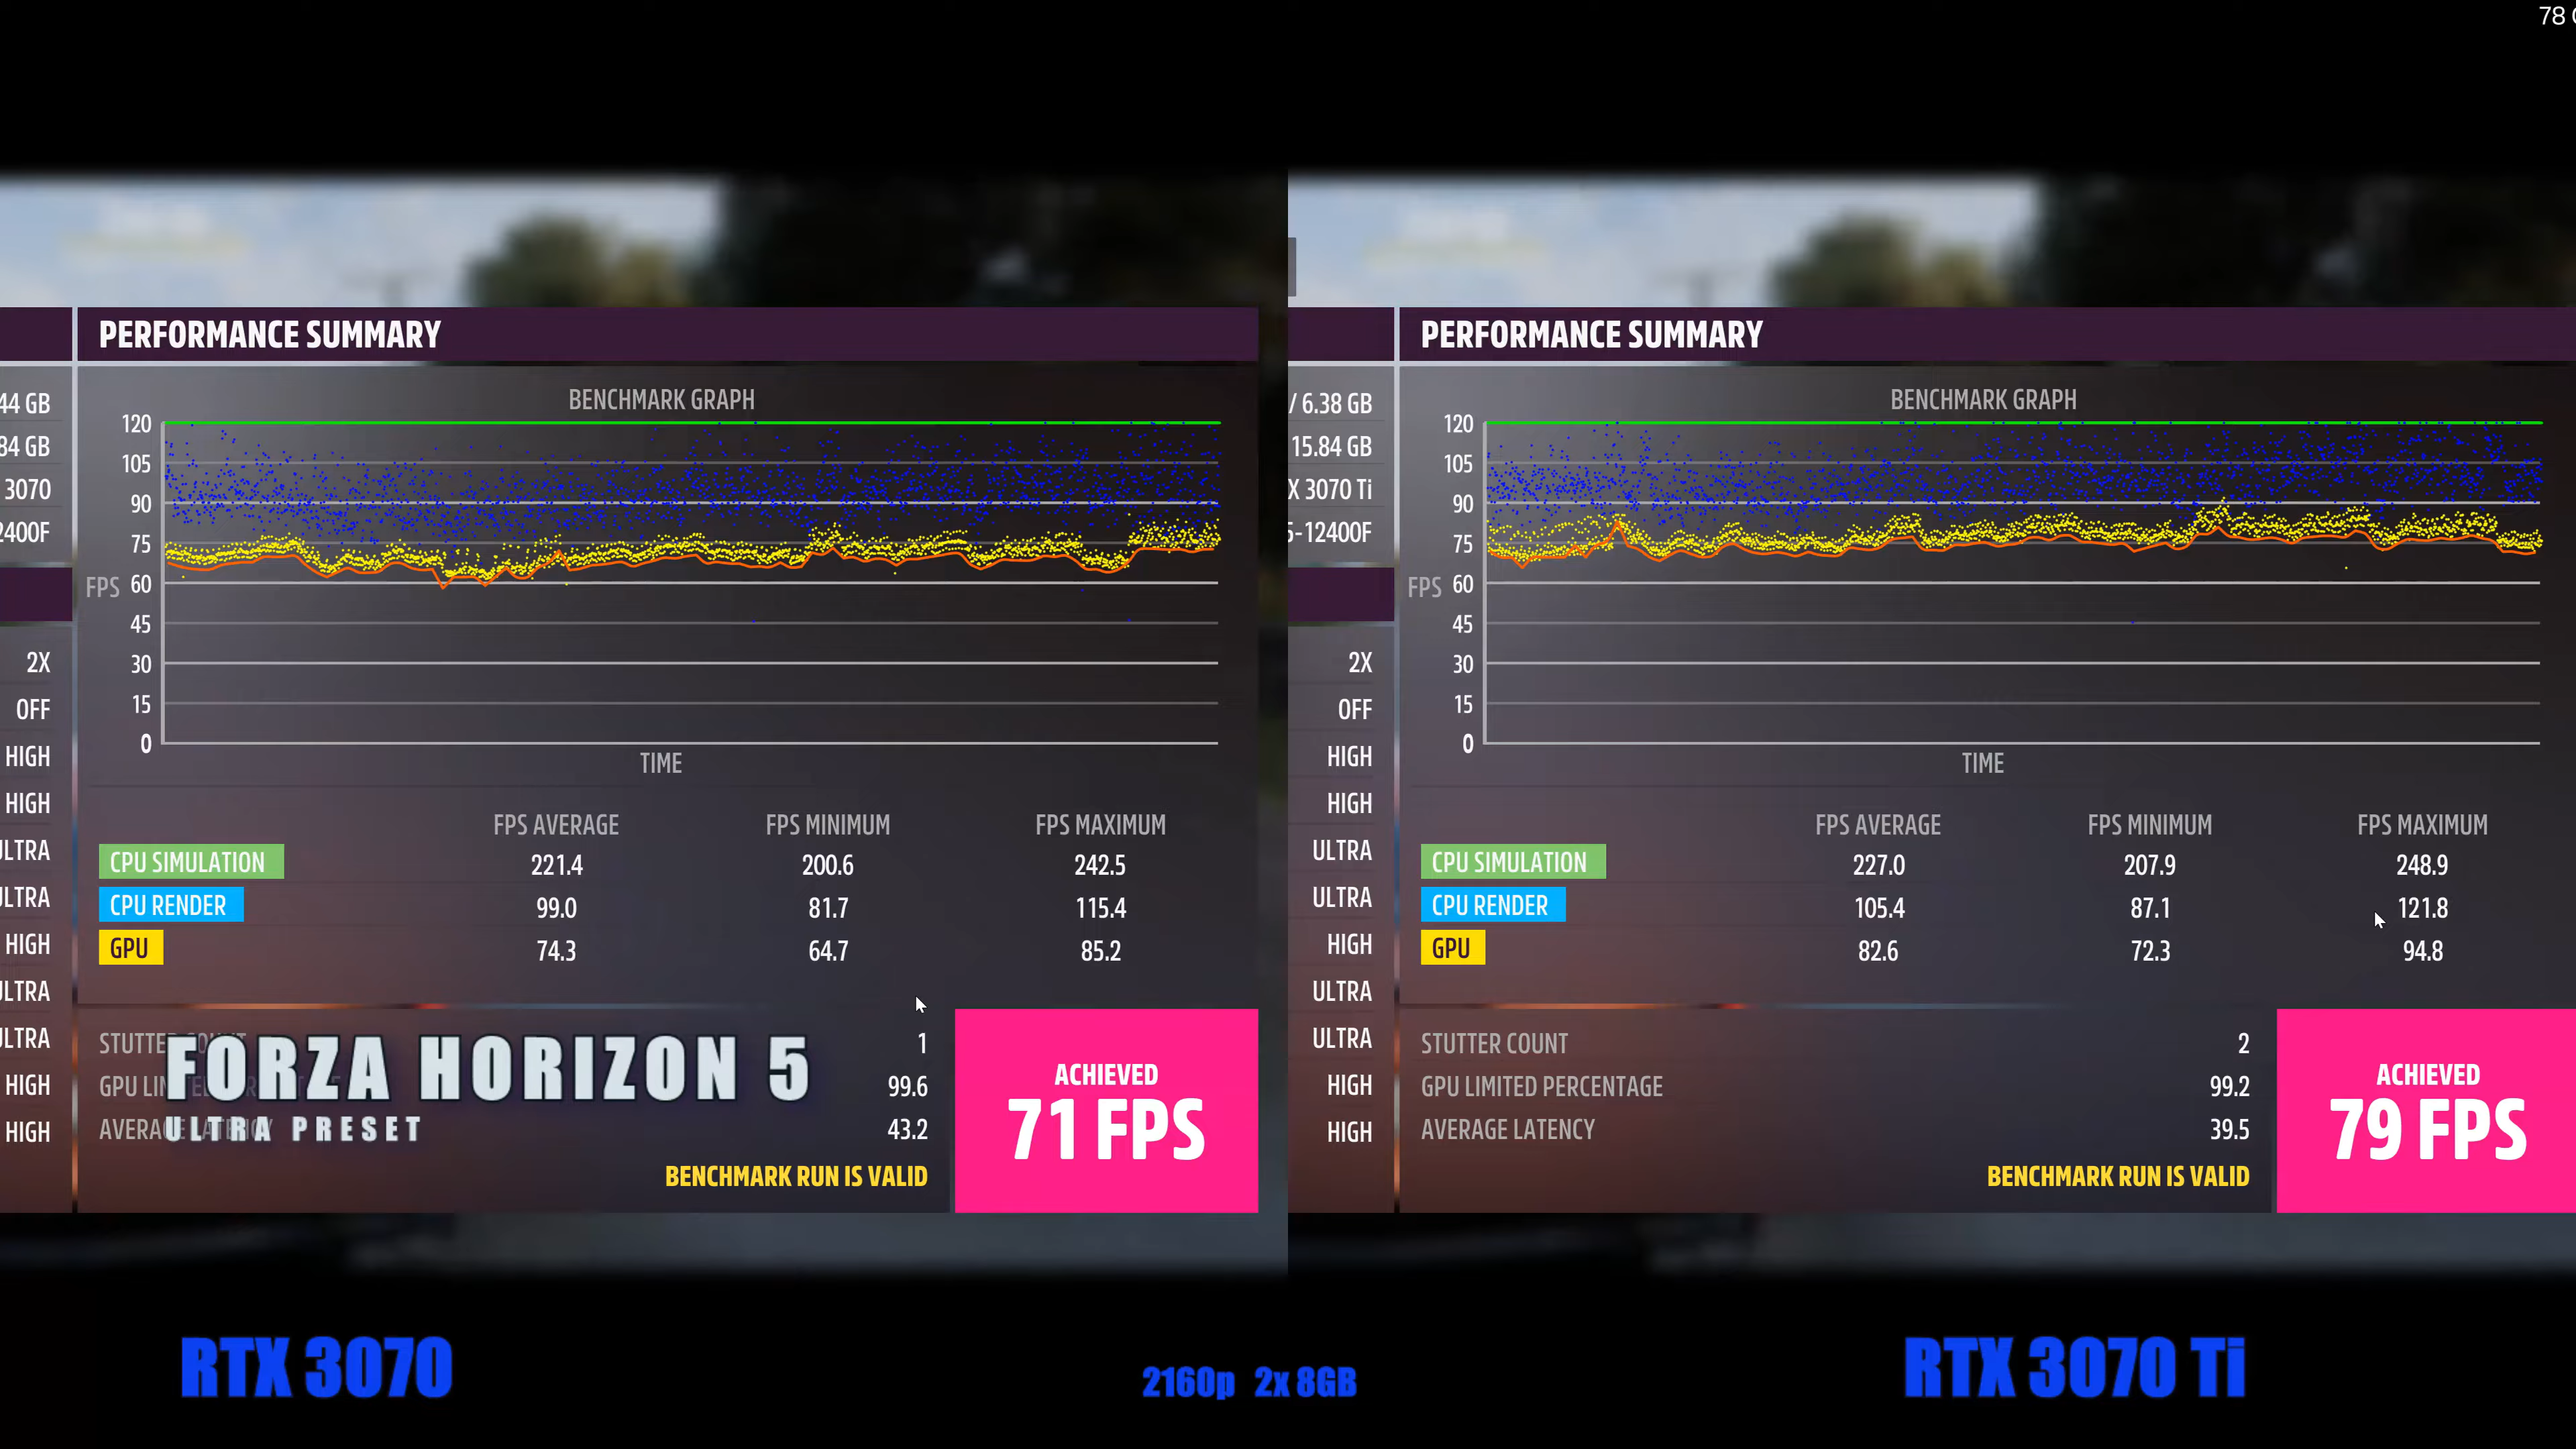 78
PERFORMANCE SUMMARY
44 GB
84 GB
3070
2400F
2X
OFF
HIGH
HIGH
ULTRA
ULTRA
HIGH
ULTRA
ULTRA
HIGH
HIGH
BENCHMARK GRAPH
120
105
90
75
FPS 60
45
30
15
0
TIME
FPS AVERAGE FPS MINIMUM FPS MAXIMUM
CPU SIMULATION 221.4 200.6 242.5
CPU RENDER 99.0 81.7 115.4
GPU 74.3 64.7 85.2
1
FORZA HORIZON 5
99.6
ULTRA PRESET
43.2
BENCHMARK RUN IS VALID
ACHIEVED
71 FPS
PERFORMANCE SUMMARY
/ 6.38 GB
15.84 GB
X 3070 Ti
5-12400F
2X
OFF
HIGH
HIGH
ULTRA
ULTRA
HIGH
ULTRA
ULTRA
HIGH
HIGH
BENCHMARK GRAPH
120
105
90
75
FPS 60
45
30
15
0
TIME
FPS AVERAGE FPS MINIMUM FPS MAXIMUM
CPU SIMULATION 227.0 207.9 248.9
CPU RENDER 105.4 87.1 121.8
GPU 82.6 72.3 94.8
STUTTER COUNT 2
GPU LIMITED PERCENTAGE 99.2
AVERAGE LATENCY 39.5
BENCHMARK RUN IS VALID
ACHIEVED
79 FPS
RTX 3070
2160p 2x 8GB
RTX 3070 Ti